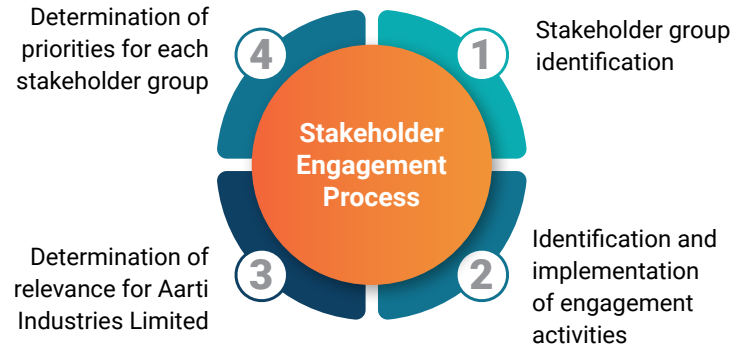 Determination of
priorities for each
stakeholder group
4
1
Stakeholder group
identification
Stakeholder
Engagement
Process
Determination of
relevance for Aarti
Industries Limited
3
2
Identification and
implementation
of engagement
activities